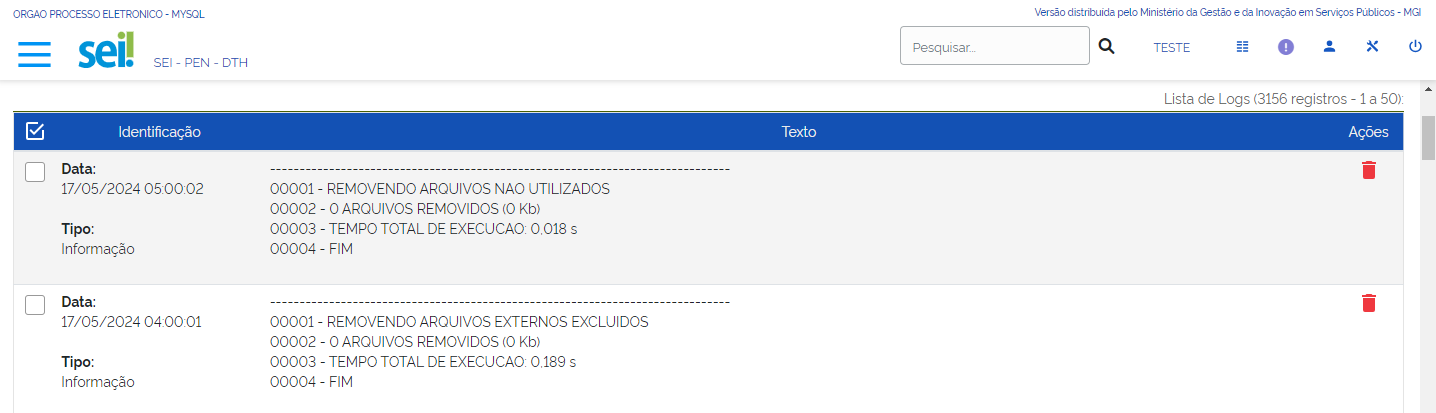 ORGAO PROCESSO ELETRONICO - MYSQL
Versão distribuída pelo Ministério da Gestão e da Inovação em Serviços Públicos - MGI
sei!
SEI - PEN - DTH
Pesquisar...
TESTE
Lista de Logs (3156 registros - 1 a 50):
Identificação Texto Ações
Data:
17/05/2024 05:00:02
Tipo:
Informação
--------------------------------------------------------------------------------
00001 - REMOVENDO ARQUIVOS NAO UTILIZADOS
00002 - 0 ARQUIVOS REMOVIDOS (0 Kb)
00003 - TEMPO TOTAL DE EXECUCAO: 0,018 s
00004 - FIM
Data:
17/05/2024 04:00:01
Tipo:
Informação
--------------------------------------------------------------------------------
00001 - REMOVENDO ARQUIVOS EXTERNOS EXCLUIDOS
00002 - 0 ARQUIVOS REMOVIDOS (0 Kb)
00003 - TEMPO TOTAL DE EXECUCAO: 0,189 s
00004 - FIM